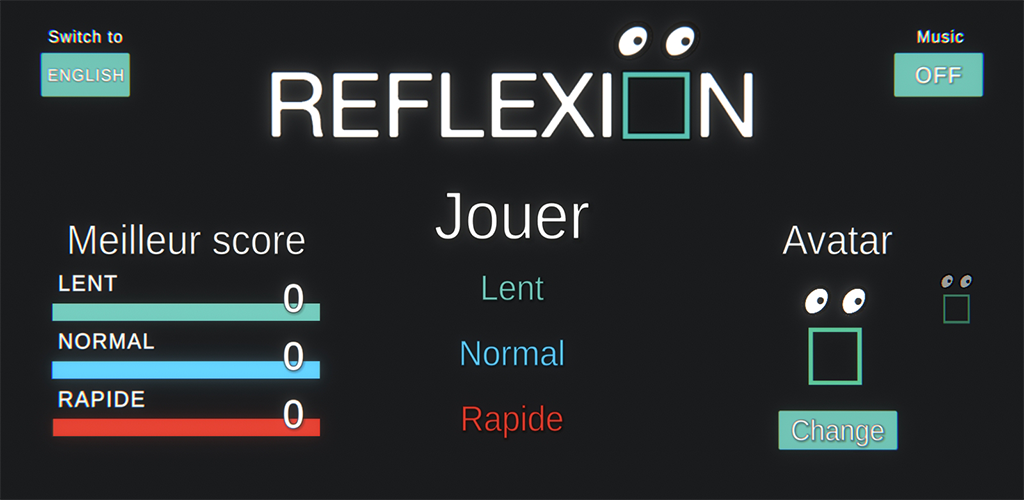 Switch to
ENGLISH
REFLEXION
Music
OFF
Meilleur score
LENT
0
NORMAL
0
RAPIDE
0
Jouer
Lent
Normal
Rapide
Avatar
Change